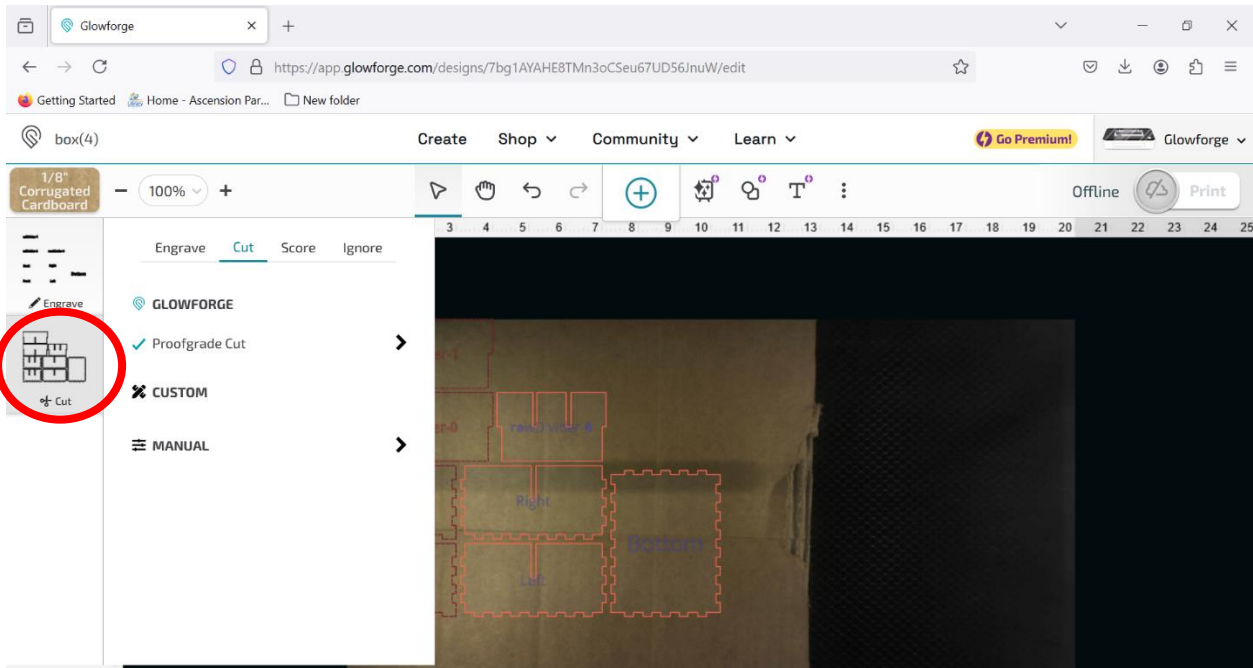 Glowforge
https://app.glowforge.com/designs/7bg1AYAHE8TMn3oCSeu67UD56JnuW/edit
Getting Started Home - Ascension Par... New folder
box(4) Create Shop Community Learn Go Premium! Glowforge
1/8"
Corrugated
Cardboard
100% Offline Print
3 4 5 6 7 8 9 10 11 12 13 14 15 16 17 18 19 20 21 22 23 24 25
Engrave Cut Score Ignore
Engrave
GLOWFORGE
Proofgrade Cut
CUSTOM
Cut
MANUAL
Right
Bottom
Left